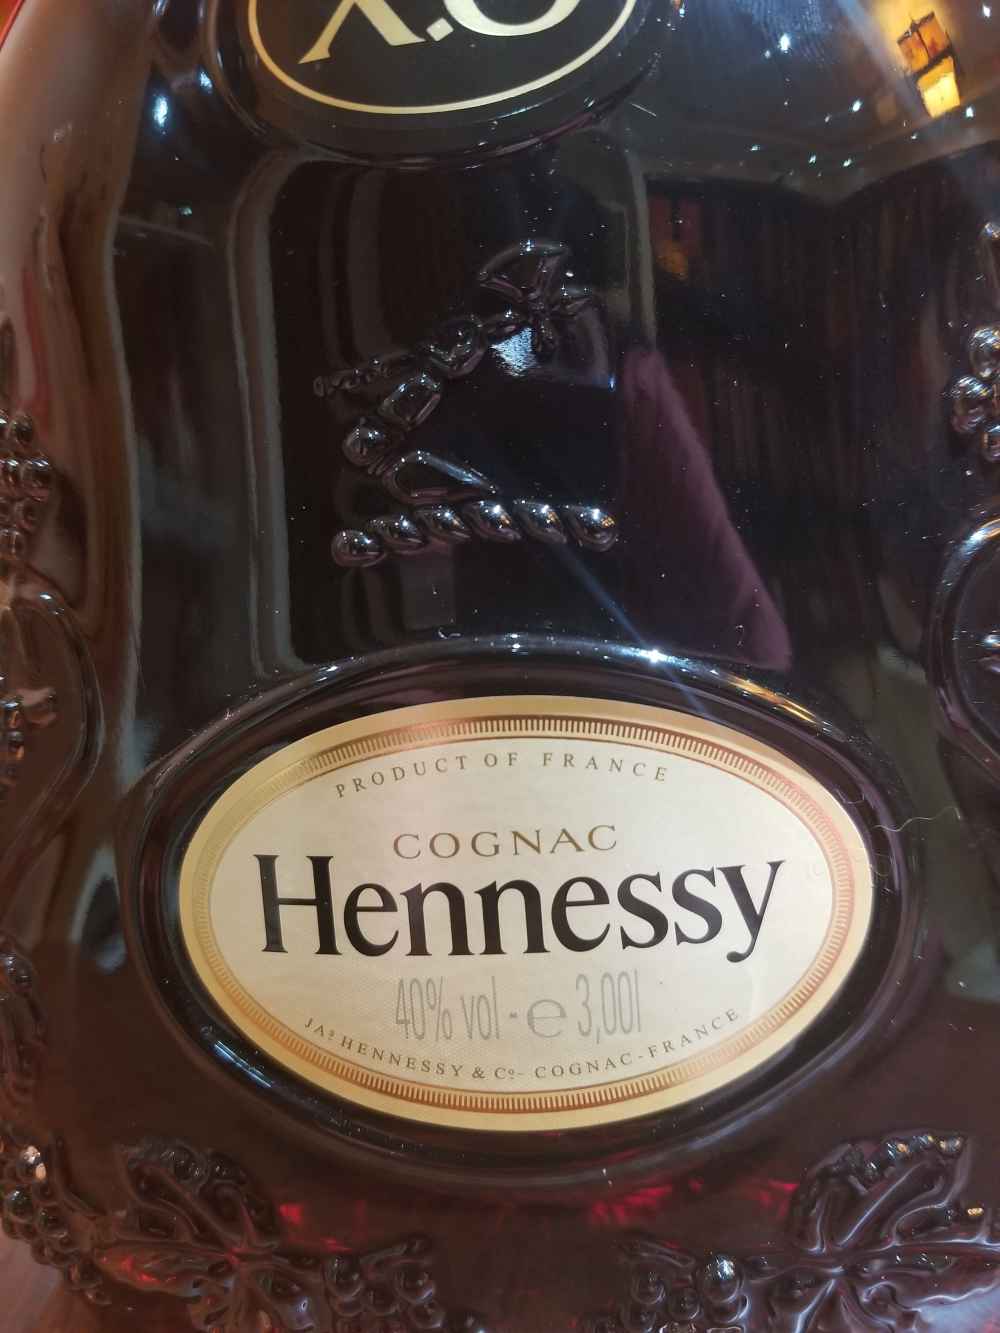 X.O
PRODUCT OF FRANCE
COGNAC
Hennessy
40% vol - e 3,00l
JAS HENNESSY & Co - COGNAC - FRANCE